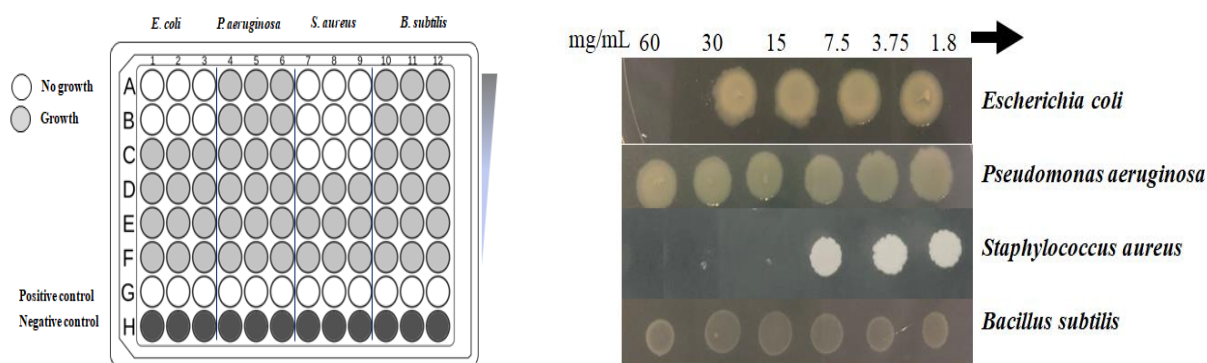 E. coli P. aeruginosa S. aureus B. subtilis
1 2 3 4 5 6 7 8 9 10 11 12
No growth
Growth
A
B
C
D
E
F
G
H
Positive control
Negative control
mg/mL 60 30 15 7.5 3.75 1.8
Escherichia coli
Pseudomonas aeruginosa
Staphylococcus aureus
Bacillus subtilis